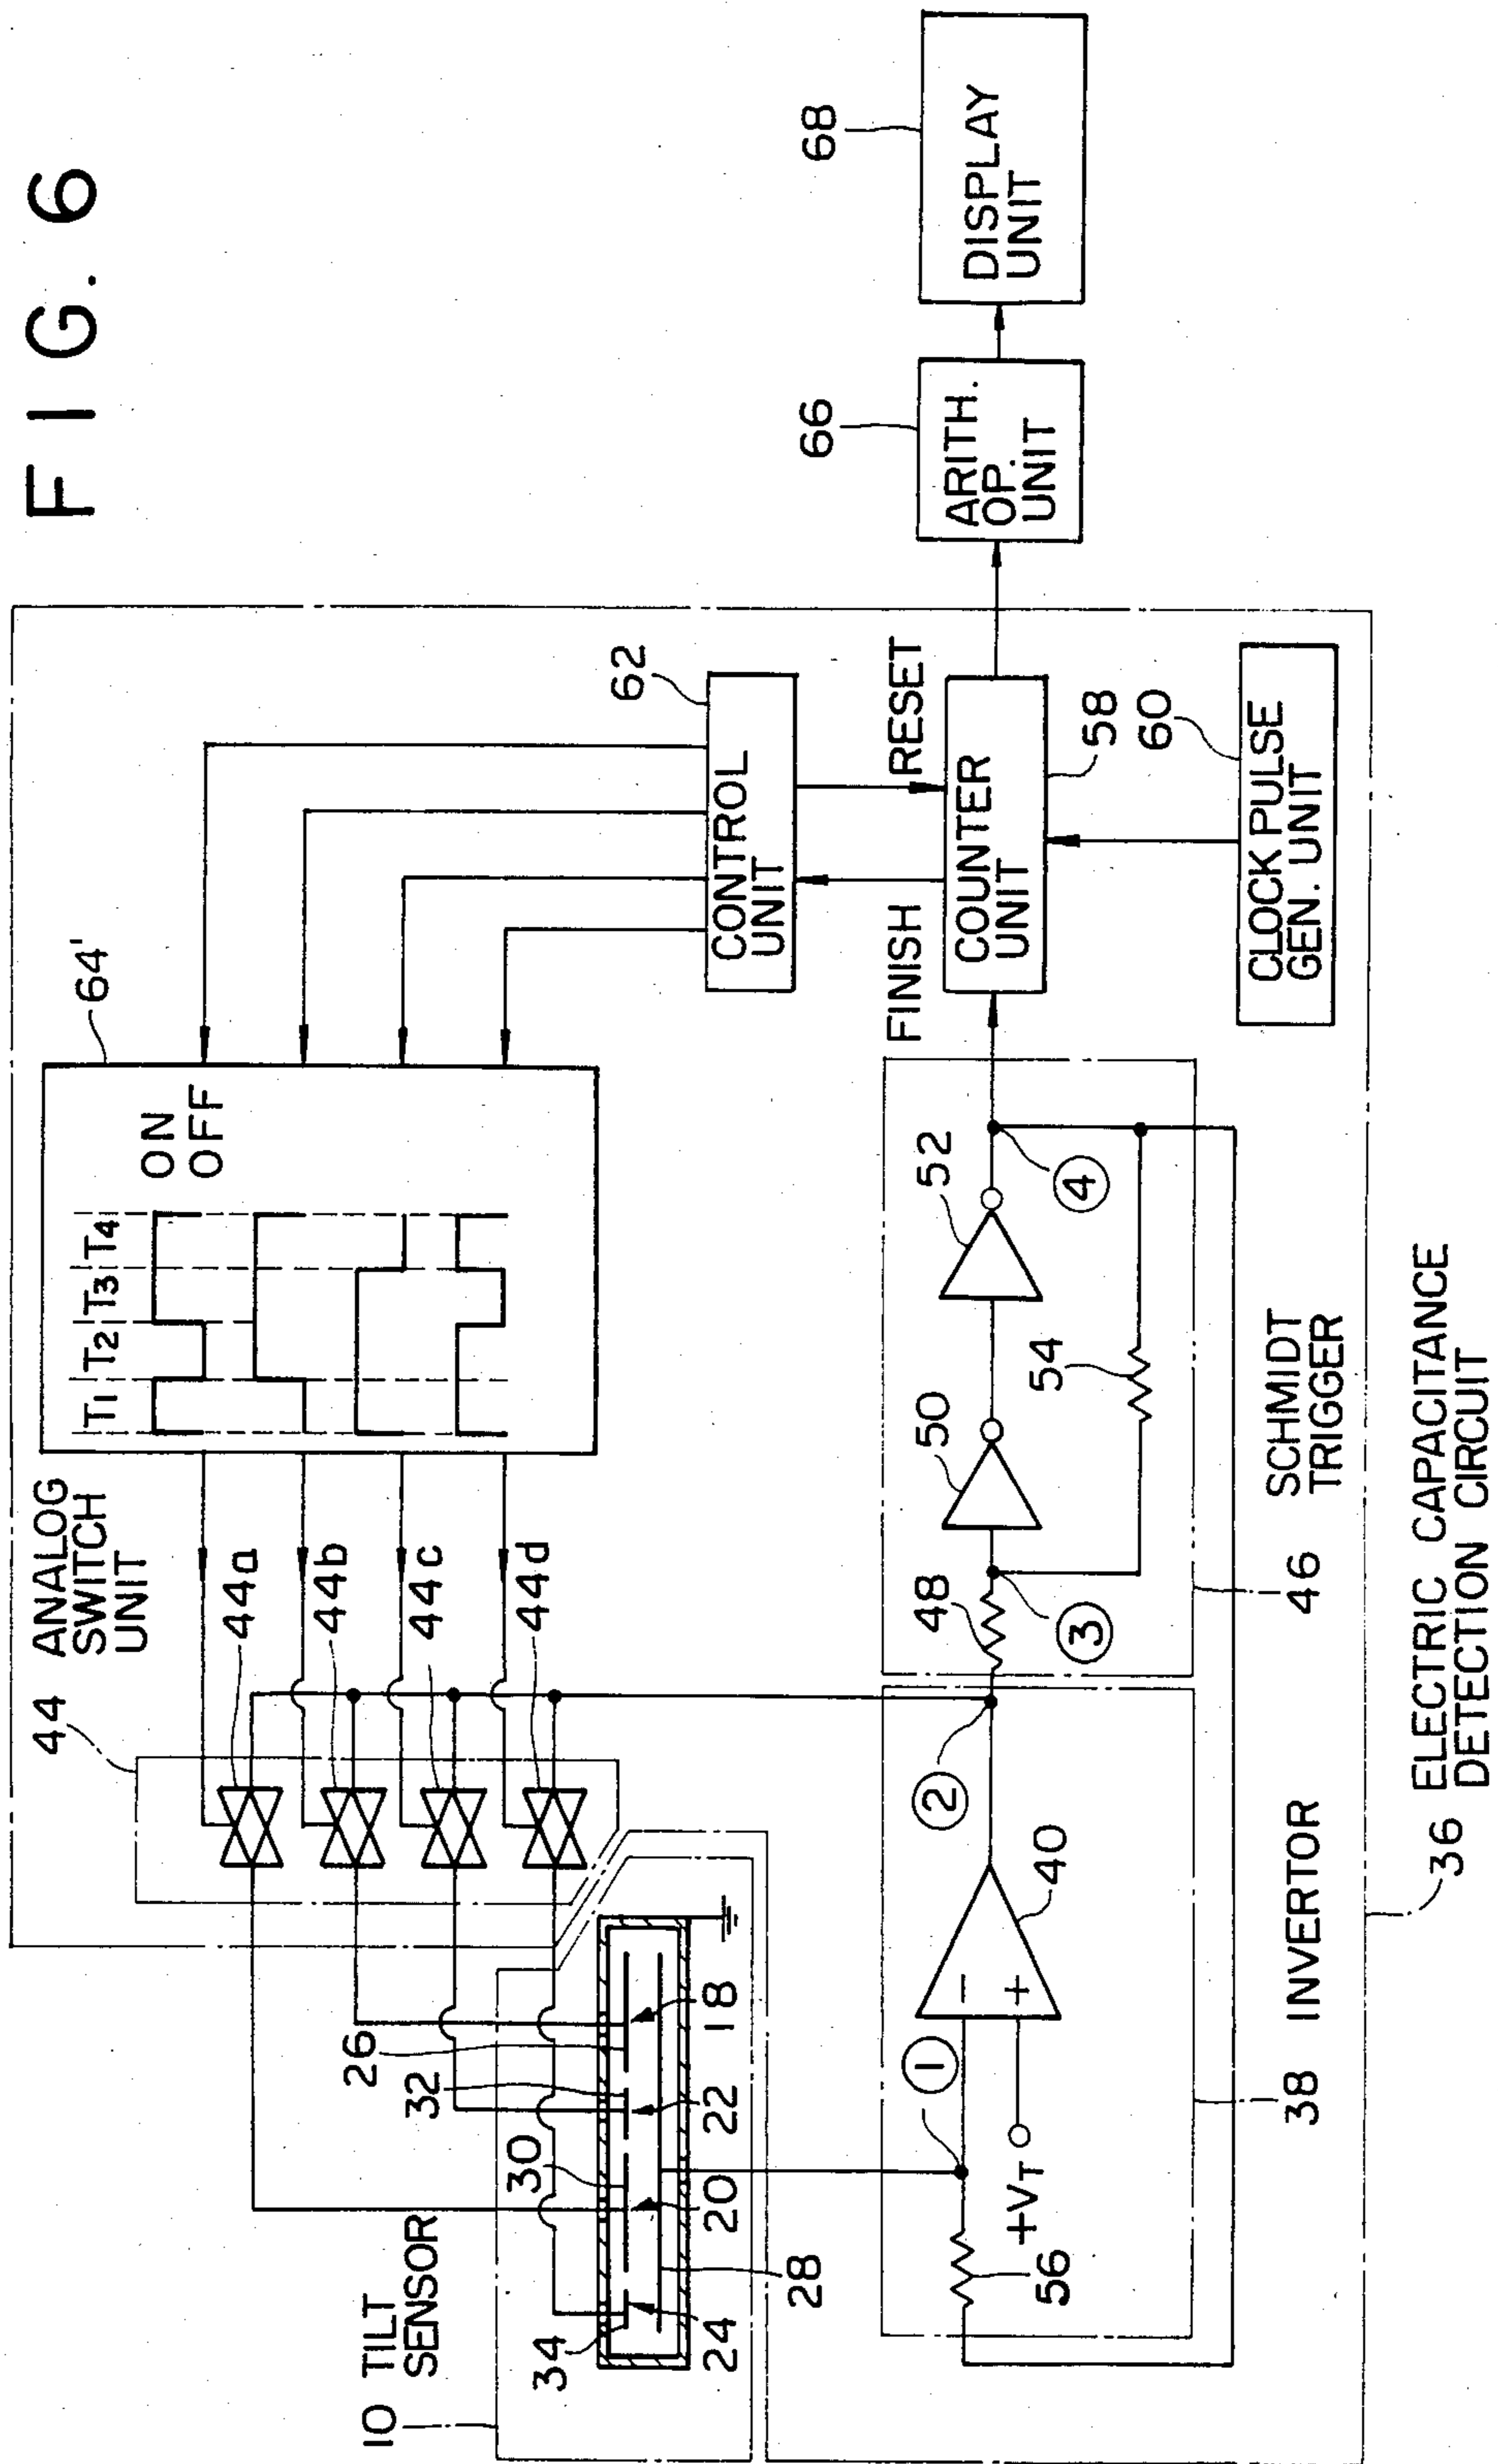 FIG. 6
10 TILT
SENSOR
34
30
32
26
24
20
22
18
28
44 ANALOG
SWITCH
UNIT
44a
44b
44c
44d
64'
T1 T2 T3 T4
ON
OFF
62
CONTROL
UNIT
FINISH
RESET
COUNTER
UNIT
58
60
CLOCK PULSE
GEN. UNIT
66
ARITH.
OP.
UNIT
68
DISPLAY
UNIT
①
②
③
④
−
+
+VT
56
40
48
50
52
54
38 INVERTOR
46
SCHMIDT
TRIGGER
36 ELECTRIC CAPACITANCE
DETECTION CIRCUIT